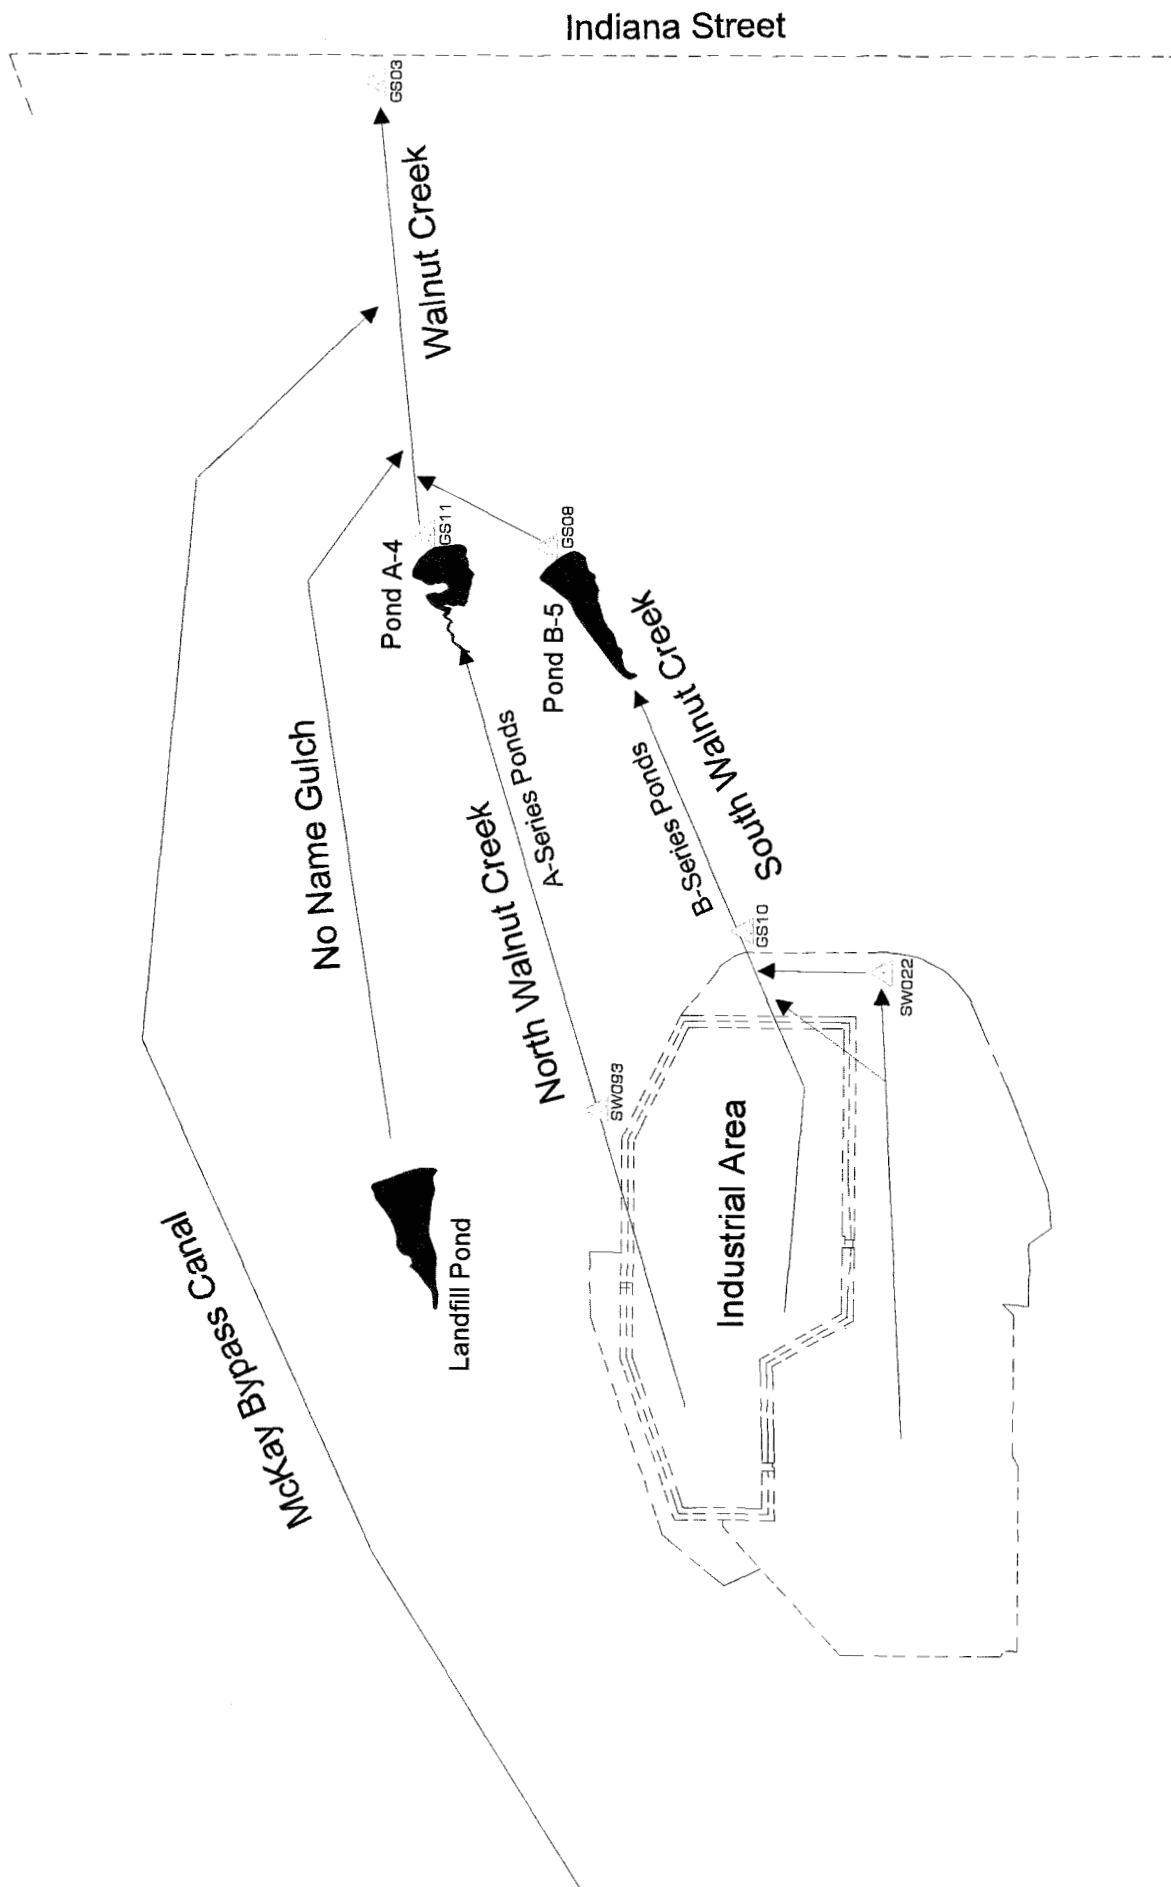 Indiana Street
GS03
Walnut Creek
GS11
Pond A-4
GS08
Pond B-5
South Walnut Creek
B-Series Ponds
A-Series Ponds
North Walnut Creek
No Name Gulch
GS10
SW022
SW093
Industrial Area
Landfill Pond
McKay Bypass Canal